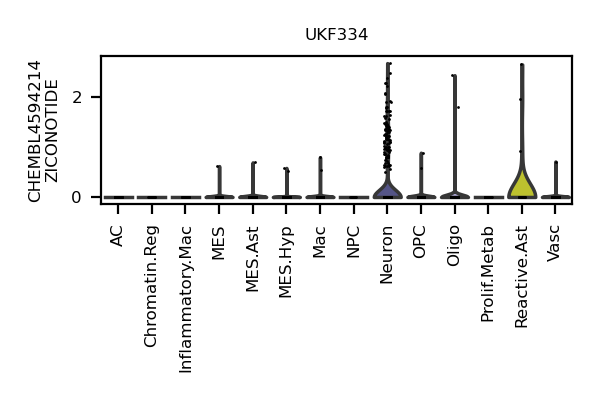 UKF334
CHEMBL4594214
ZICONOTIDE
2
0
AC
Chromatin.Reg
Inflammatory.Mac
MES
MES.Ast
MES.Hyp
Mac
NPC
Neuron
OPC
Oligo
Prolif.Metab
Reactive.Ast
Vasc